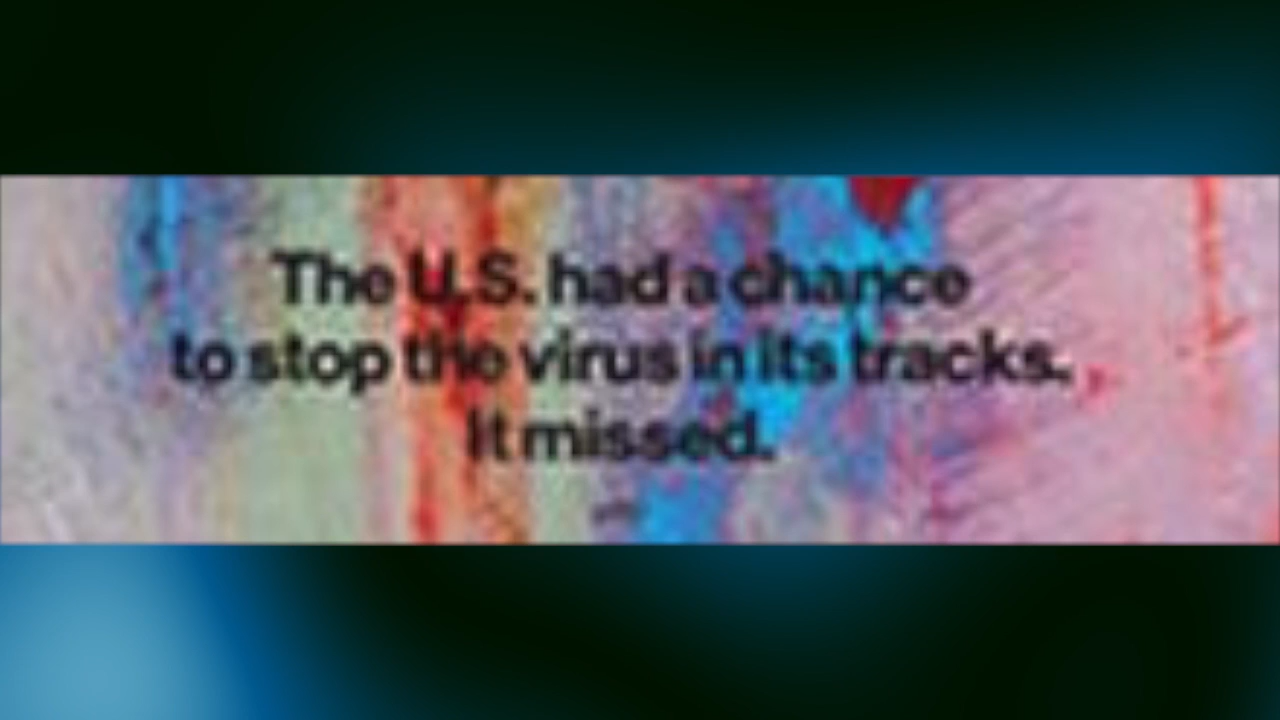 The U.S. had a chance
to stop the virus in its tracks.
It missed.